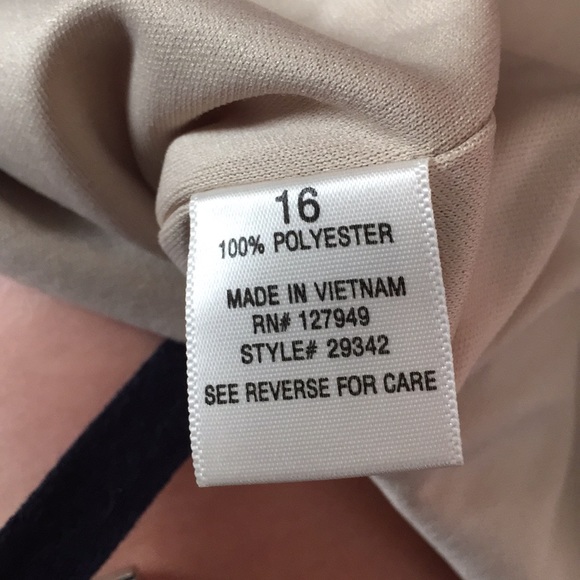 16
100% POLYESTER
MADE IN VIETNAM
RN# 127949
STYLE# 29342
SEE REVERSE FOR CARE